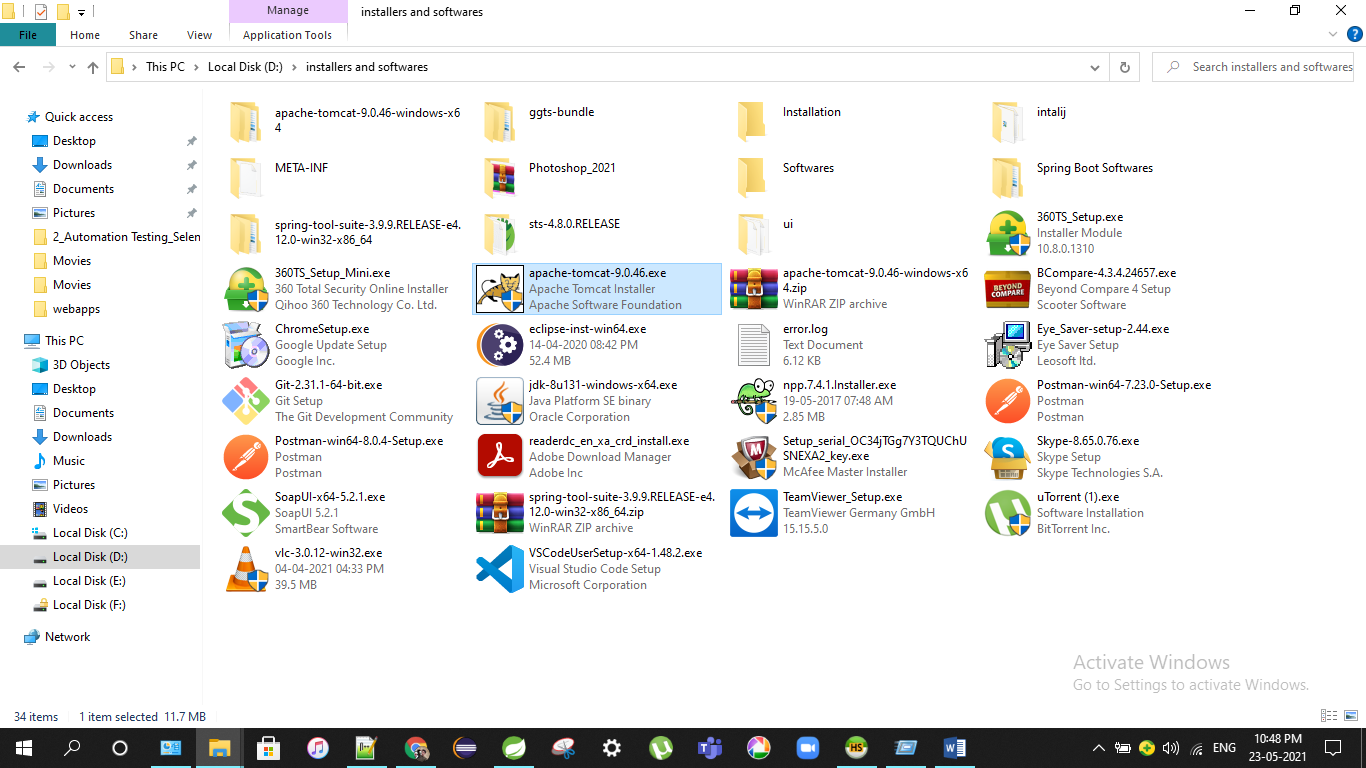 Manage
installers and softwares
File
Home
Share
View
Application Tools
This PC
Local Disk (D:)
installers and softwares
Search installers and softwares
Quick access
Desktop
Downloads
Documents
Pictures
2_Automation Testing_Selen
Movies
Movies
webapps
This PC
3D Objects
Desktop
Documents
Downloads
Music
Pictures
Videos
Local Disk (C:)
Local Disk (D:)
Local Disk (E:)
Local Disk (F:)
Network
apache-tomcat-9.0.46-windows-x6
4
ggts-bundle
Installation
intalij
META-INF
Photoshop_2021
Softwares
Spring Boot Softwares
spring-tool-suite-3.9.9.RELEASE-e4.
12.0-win32-x86_64
sts-4.8.0.RELEASE
ui
360TS_Setup.exe
Installer Module
10.8.0.1310
360TS_Setup_Mini.exe
360 Total Security Online Installer
Qihoo 360 Technology Co. Ltd.
apache-tomcat-9.0.46.exe
Apache Tomcat Installer
Apache Software Foundation
apache-tomcat-9.0.46-windows-x6
4.zip
WinRAR ZIP archive
BEYOND
COMPARE
BCompare-4.3.4.24657.exe
Beyond Compare 4 Setup
Scooter Software
ChromeSetup.exe
Google Update Setup
Google Inc.
eclipse-inst-win64.exe
14-04-2020 08:42 PM
52.4 MB
error.log
Text Document
6.12 KB
Eye_Saver-setup-2.44.exe
Eye Saver Setup
Leosoft ltd.
Git-2.31.1-64-bit.exe
Git Setup
The Git Development Community
jdk-8u131-windows-x64.exe
Java Platform SE binary
Oracle Corporation
npp.7.4.1.Installer.exe
19-05-2017 07:48 AM
2.85 MB
Postman-win64-7.23.0-Setup.exe
Postman
Postman
Postman-win64-8.0.4-Setup.exe
Postman
Postman
readerdc_en_xa_crd_install.exe
Adobe Download Manager
Adobe Inc
Setup_serial_OC34jTGg7Y3TQUChU
SNEXA2_key.exe
McAfee Master Installer
Skype-8.65.0.76.exe
Skype Setup
Skype Technologies S.A.
SoapUI-x64-5.2.1.exe
SoapUI 5.2.1
SmartBear Software
spring-tool-suite-3.9.9.RELEASE-e4.
12.0-win32-x86_64.zip
WinRAR ZIP archive
TeamViewer_Setup.exe
TeamViewer Germany GmbH
15.15.5.0
uTorrent (1).exe
Software Installation
BitTorrent Inc.
vlc-3.0.12-win32.exe
04-04-2021 04:33 PM
39.5 MB
VSCodeUserSetup-x64-1.48.2.exe
Visual Studio Code Setup
Microsoft Corporation
Activate Windows
Go to Settings to activate Windows.
34 items
1 item selected 11.7 MB
HS
ENG
10:48 PM
23-05-2021